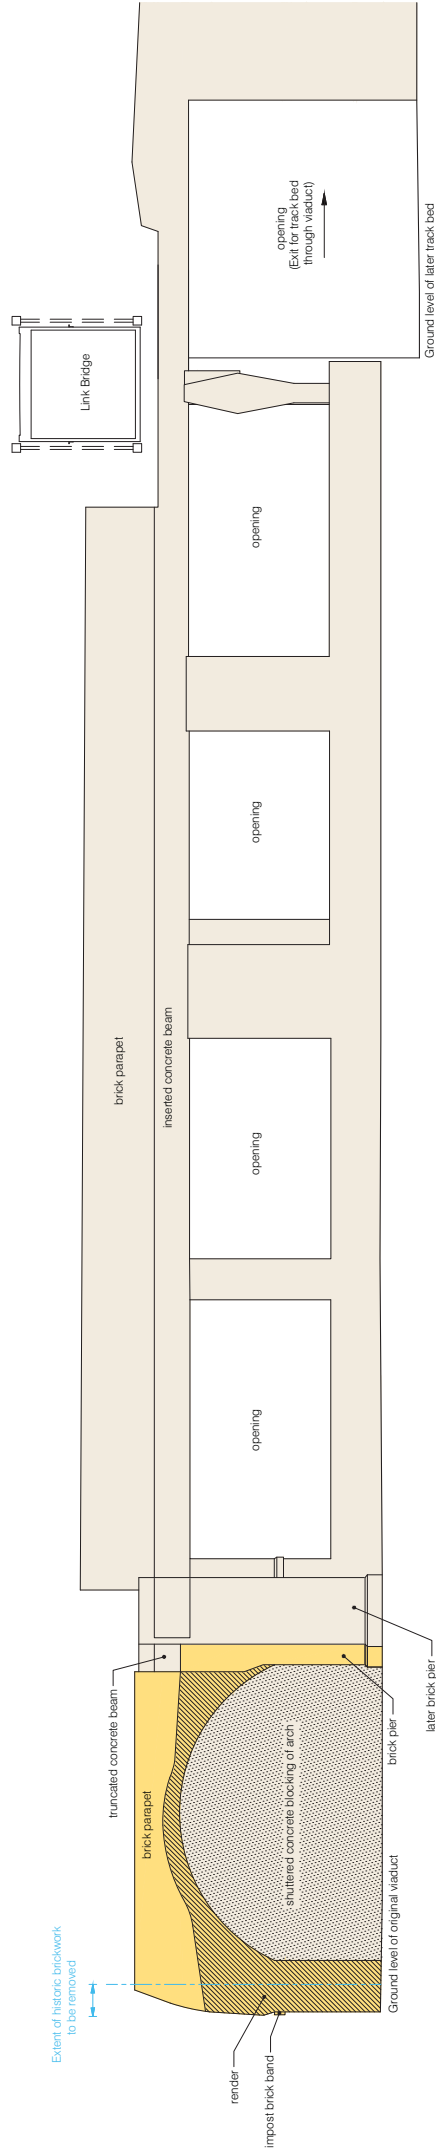 Extent of historic brickwork
to be removed
render
impost brick band
brick parapet
truncated concrete beam
shuttered concrete blocking of arch
Ground level of original viaduct
brick pier
later brick pier
opening
opening
opening
opening
brick parapet
inserted concrete beam
Link Bridge
opening
(Exit for track bed
through viaduct)
Ground level of later track bed